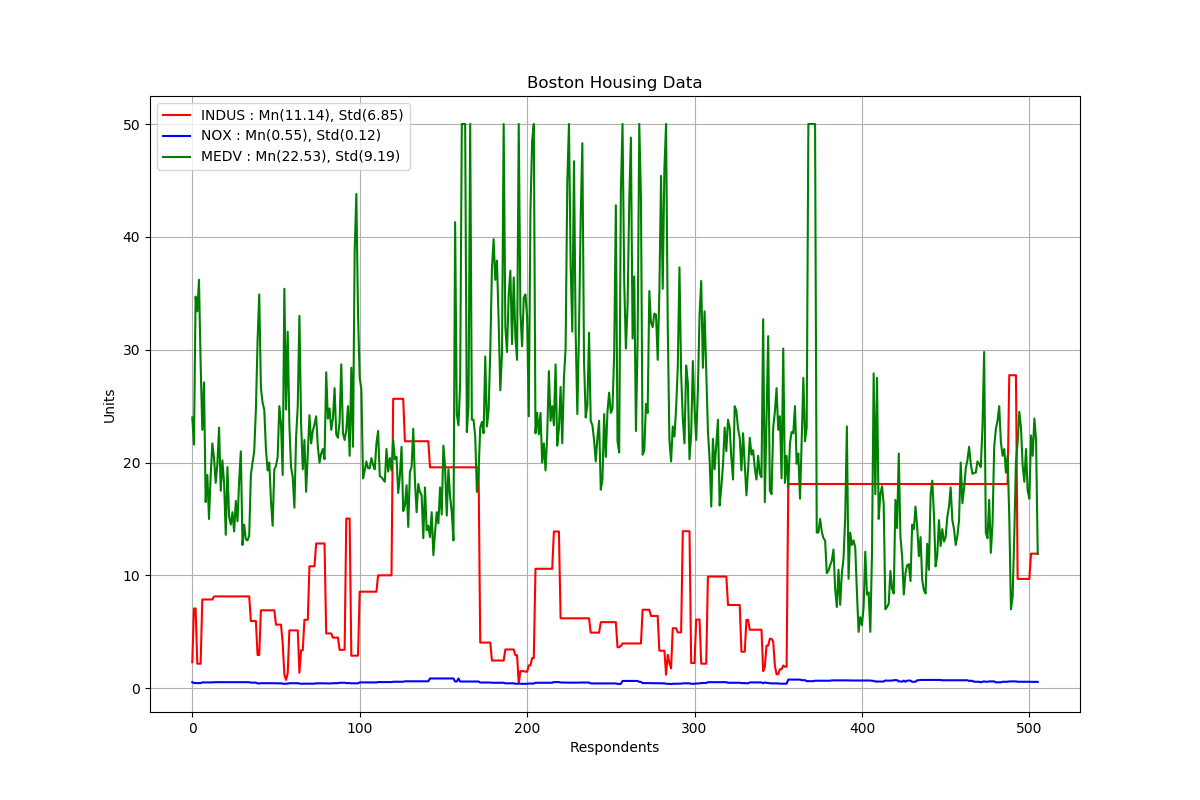 Boston Housing Data
INDUS : Mn(11.14), Std(6.85)
NOX : Mn(0.55), Std(0.12)
MEDV : Mn(22.53), Std(9.19)
50
40
30
20
10
0
Units
0 100 200 300 400 500
Respondents